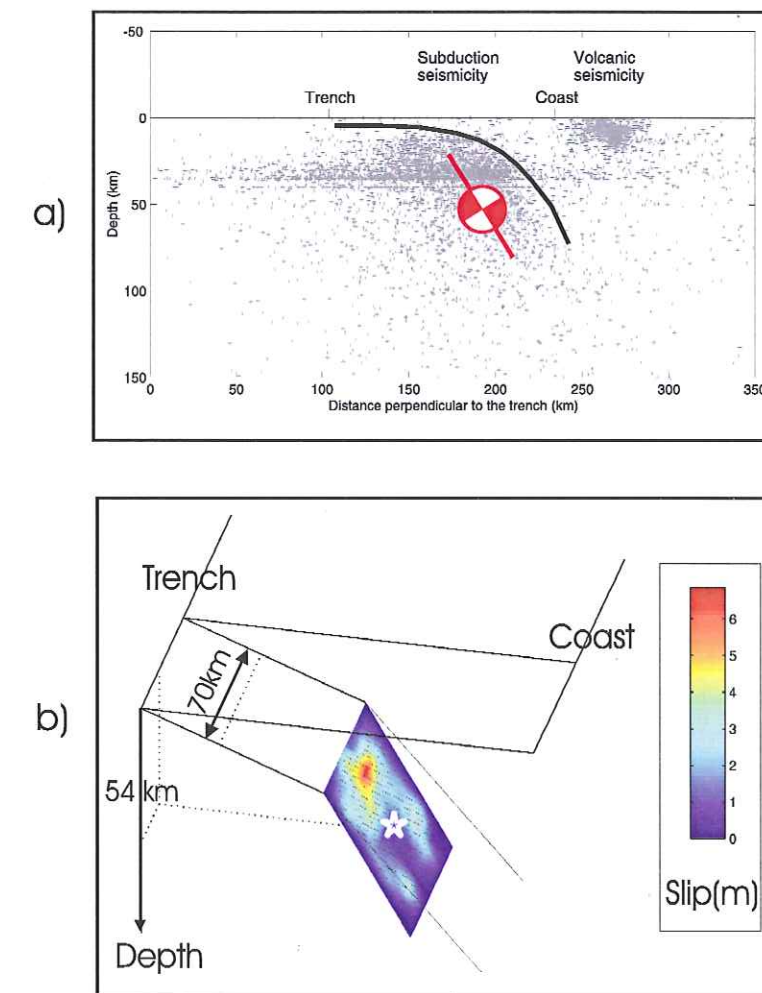 a)
-50
0
50
100
150
Depth (km)
Subduction
seismicity
Volcanic
seismicity
Trench
Coast
0
50
100
150
200
250
300
350
Distance perpendicular to the trench (km)
b)
Trench
Coast
70km
54 km
Depth
6
5
4
3
2
1
0
Slip(m)